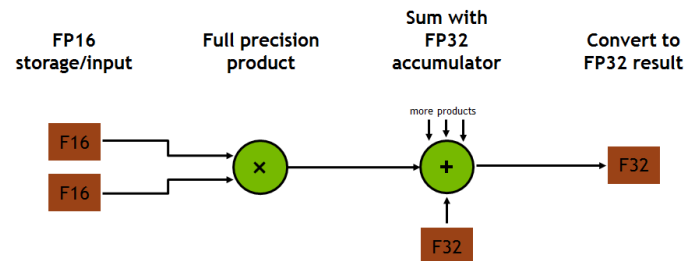 FP16
storage/input
Full precision
product
Sum with
FP32
accumulator
Convert to
FP32 result
more products
F16
F16
×
+
F32
F32